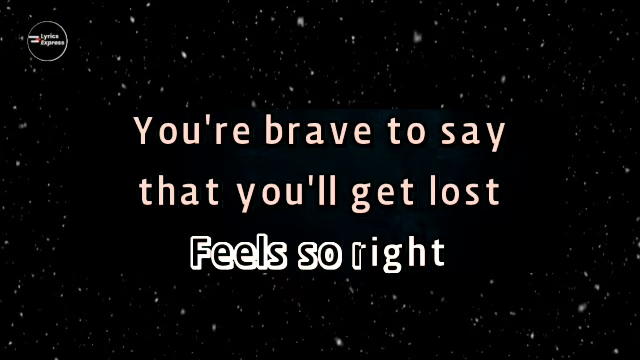 Lyrics
Express
You're brave to say
that you'll get lost
Feels so right